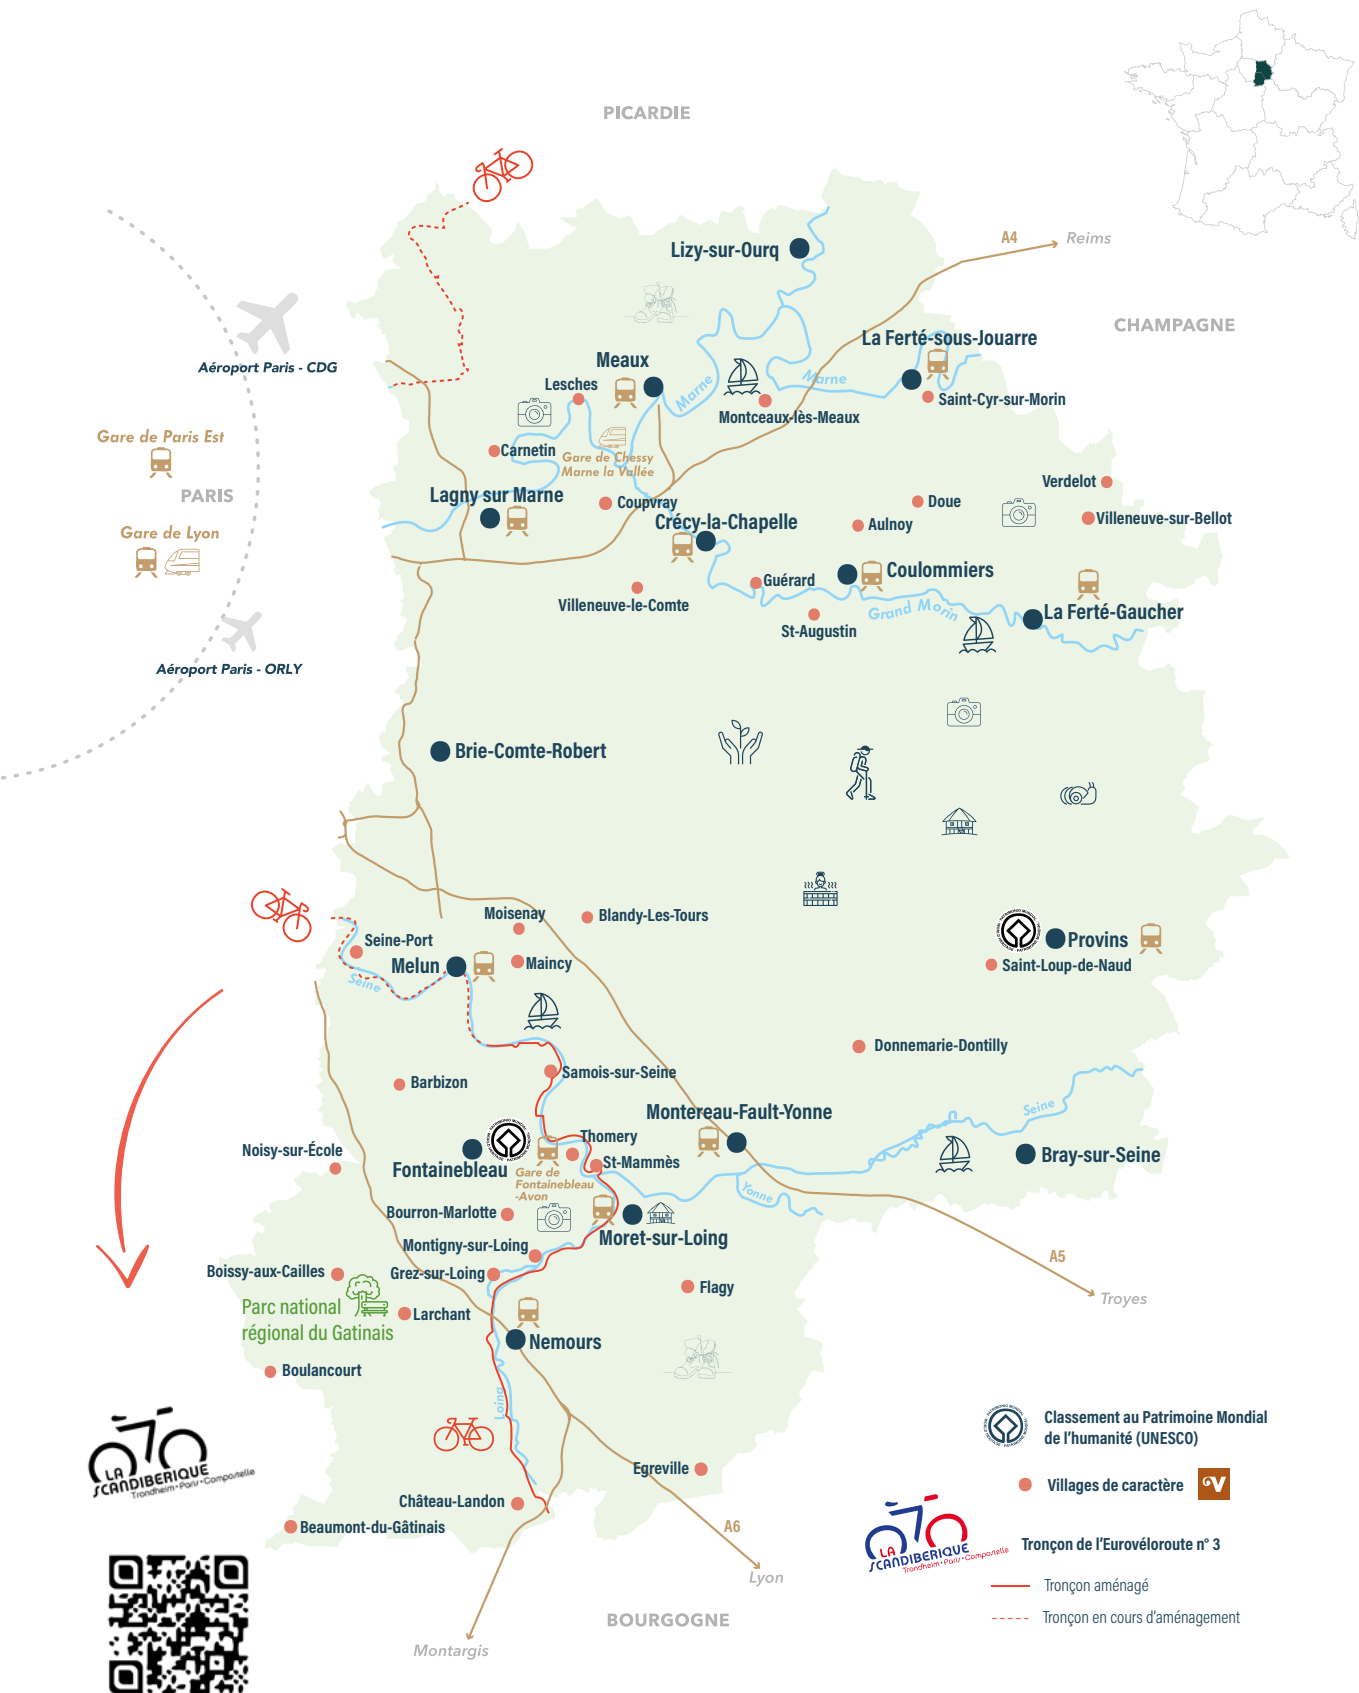 PICARDIE
A4
Reims
Lizy-sur-Ourq
CHAMPAGNE
La Ferté-sous-Jouarre
Aéroport Paris - CDG
Meaux
Marne
Marne
Lesches
Saint-Cyr-sur-Morin
Montceaux-lès-Meaux
Gare de Paris Est
Carnetin
Gare de Chessy
Marne la Vallée
Verdelot
PARIS
Lagny sur Marne
Coupvray
Doue
Crécy-la-Chapelle
Aulnoy
Villeneuve-sur-Bellot
Gare de Lyon
Coulommiers
Guérard
Villeneuve-le-Comte
Grand Morin
La Ferté-Gaucher
St-Augustin
Aéroport Paris - ORLY
Brie-Comte-Robert
Moisenay
Blandy-Les-Tours
Seine-Port
Provins
Melun
Maincy
Saint-Loup-de-Naud
Seine
Donnemarie-Dontilly
Samois-sur-Seine
Barbizon
Montereau-Fault-Yonne
Seine
Thomery
Noisy-sur-École
St-Mammès
Bray-sur-Seine
Fontainebleau
Gare de
Fontainebleau
-Avon
Yonne
Bourron-Marlotte
Moret-sur-Loing
Montigny-sur-Loing
A5
Boissy-aux-Cailles
Grez-sur-Loing
Flagy
Troyes
Parc national
régional du Gatinais
Larchant
Nemours
Boulancourt
Loing
Classement au Patrimoine Mondial
de l'humanité (UNESCO)
LA
SCANDIBERIQUE
Trondheim • Paris • Compostelle
Egreville
Villages de caractère
V
Château-Landon
Beaumont-du-Gâtinais
A6
LA
SCANDIBERIQUE
Trondheim • Paris • Compostelle
Tronçon de l'Eurovéloroute n° 3
Lyon
Tronçon aménagé
BOURGOGNE
Tronçon en cours d'aménagement
Montargis